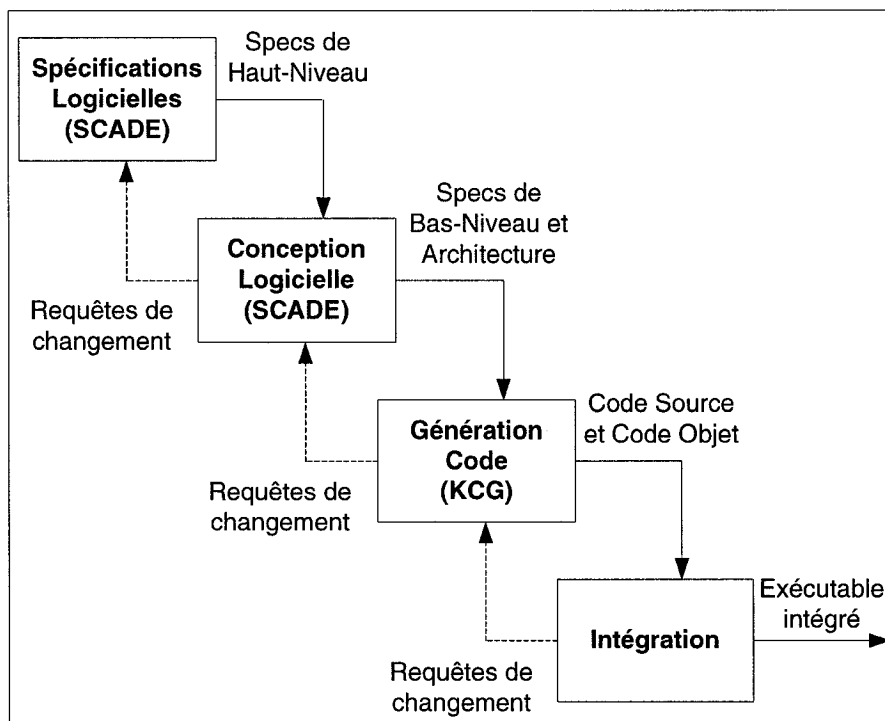 Spécifications
Logicielles
(SCADE)
Specs de
Haut-Niveau
Conception
Logicielle
(SCADE)
Specs de
Bas-Niveau et
Architecture
Requêtes de
changement
Génération
Code
(KCG)
Code Source
et Code Objet
Requêtes de
changement
Intégration
Exécutable
intégré
Requêtes de
changement